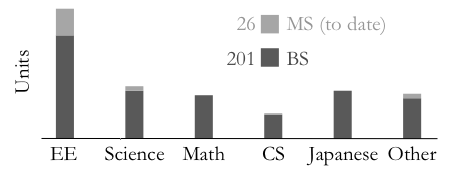 26 MS (to date)
201 BS
Units
EE Science Math CS Japanese Other